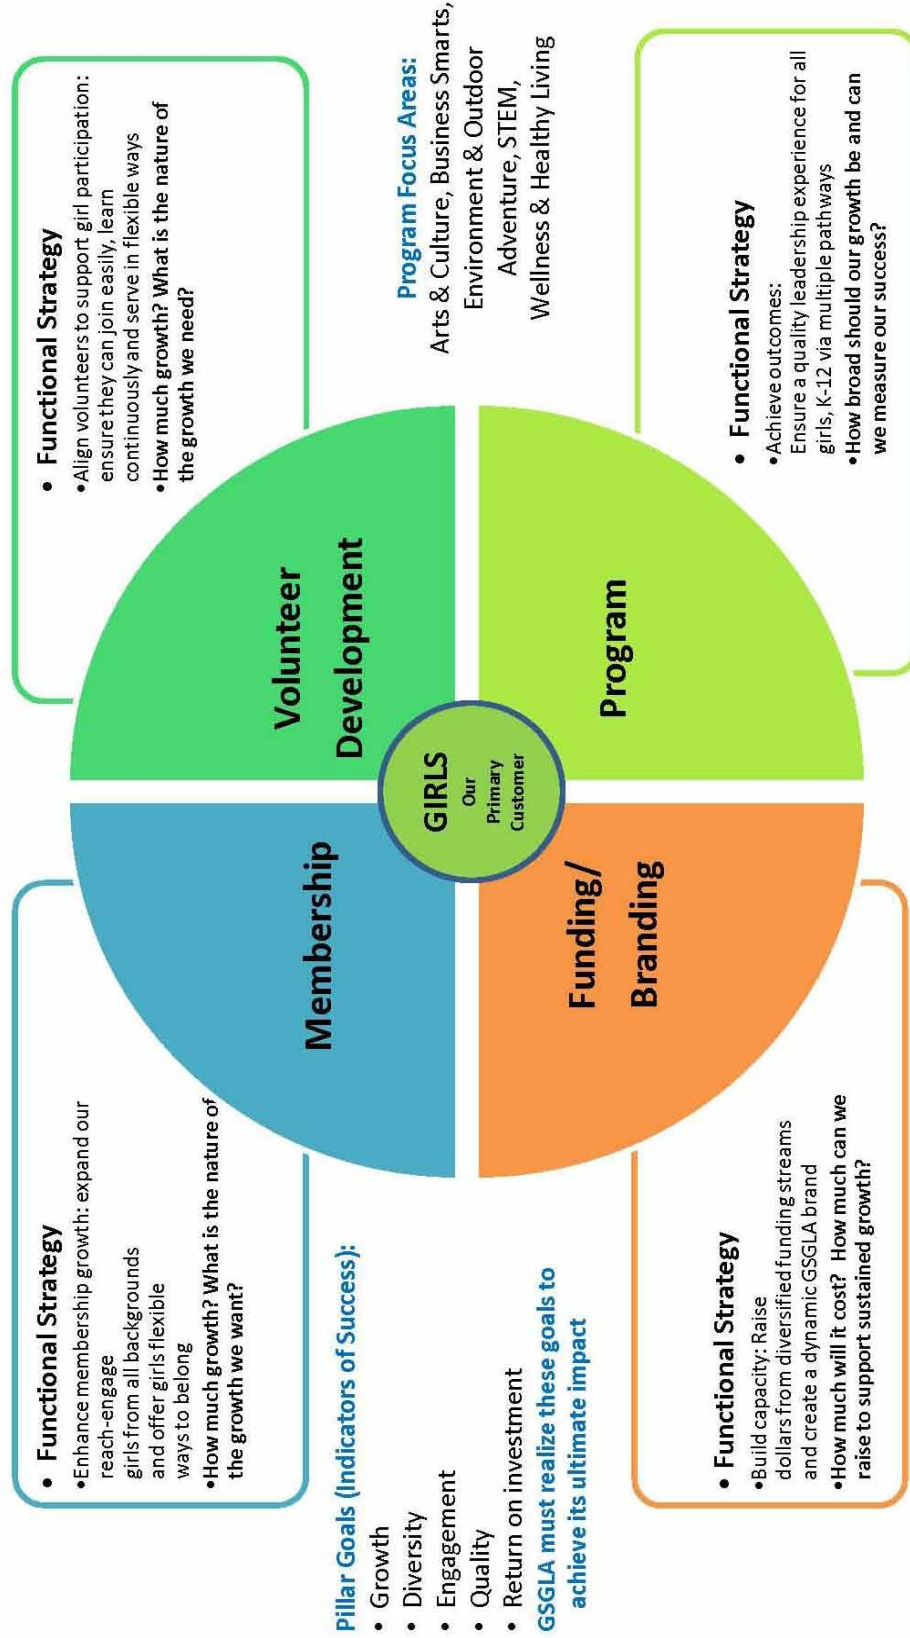 • Functional Strategy
•Enhance membership growth: expand our
reach-engage
girls from all backgrounds
and offer girls flexible
ways to belong
•How much growth? What is the nature of
the growth we want?
• Functional Strategy
•Align volunteers to support girl participation:
ensure they can join easily, learn
continuously and serve in flexible ways
•How much growth? What is the nature of
the growth we need?
Membership
Volunteer
Development
GIRLS
Our
Primary
Customer
Funding/
Branding
Program
Pillar Goals (Indicators of Success):
• Growth
• Diversity
• Engagement
• Quality
• Return on investment
GSGLA must realize these goals to
achieve its ultimate impact
Program Focus Areas:
Arts & Culture, Business Smarts,
Environment & Outdoor
Adventure, STEM,
Wellness & Healthy Living
• Functional Strategy
•Build capacity: Raise
dollars from diversified funding streams
and create a dynamic GSGLA brand
•How much will it cost? How much can we
raise to support sustained growth?
• Functional Strategy
•Achieve outcomes:
Ensure a quality leadership experience for all
girls, K-12 via multiple pathways
•How broad should our growth be and can
we measure our success?